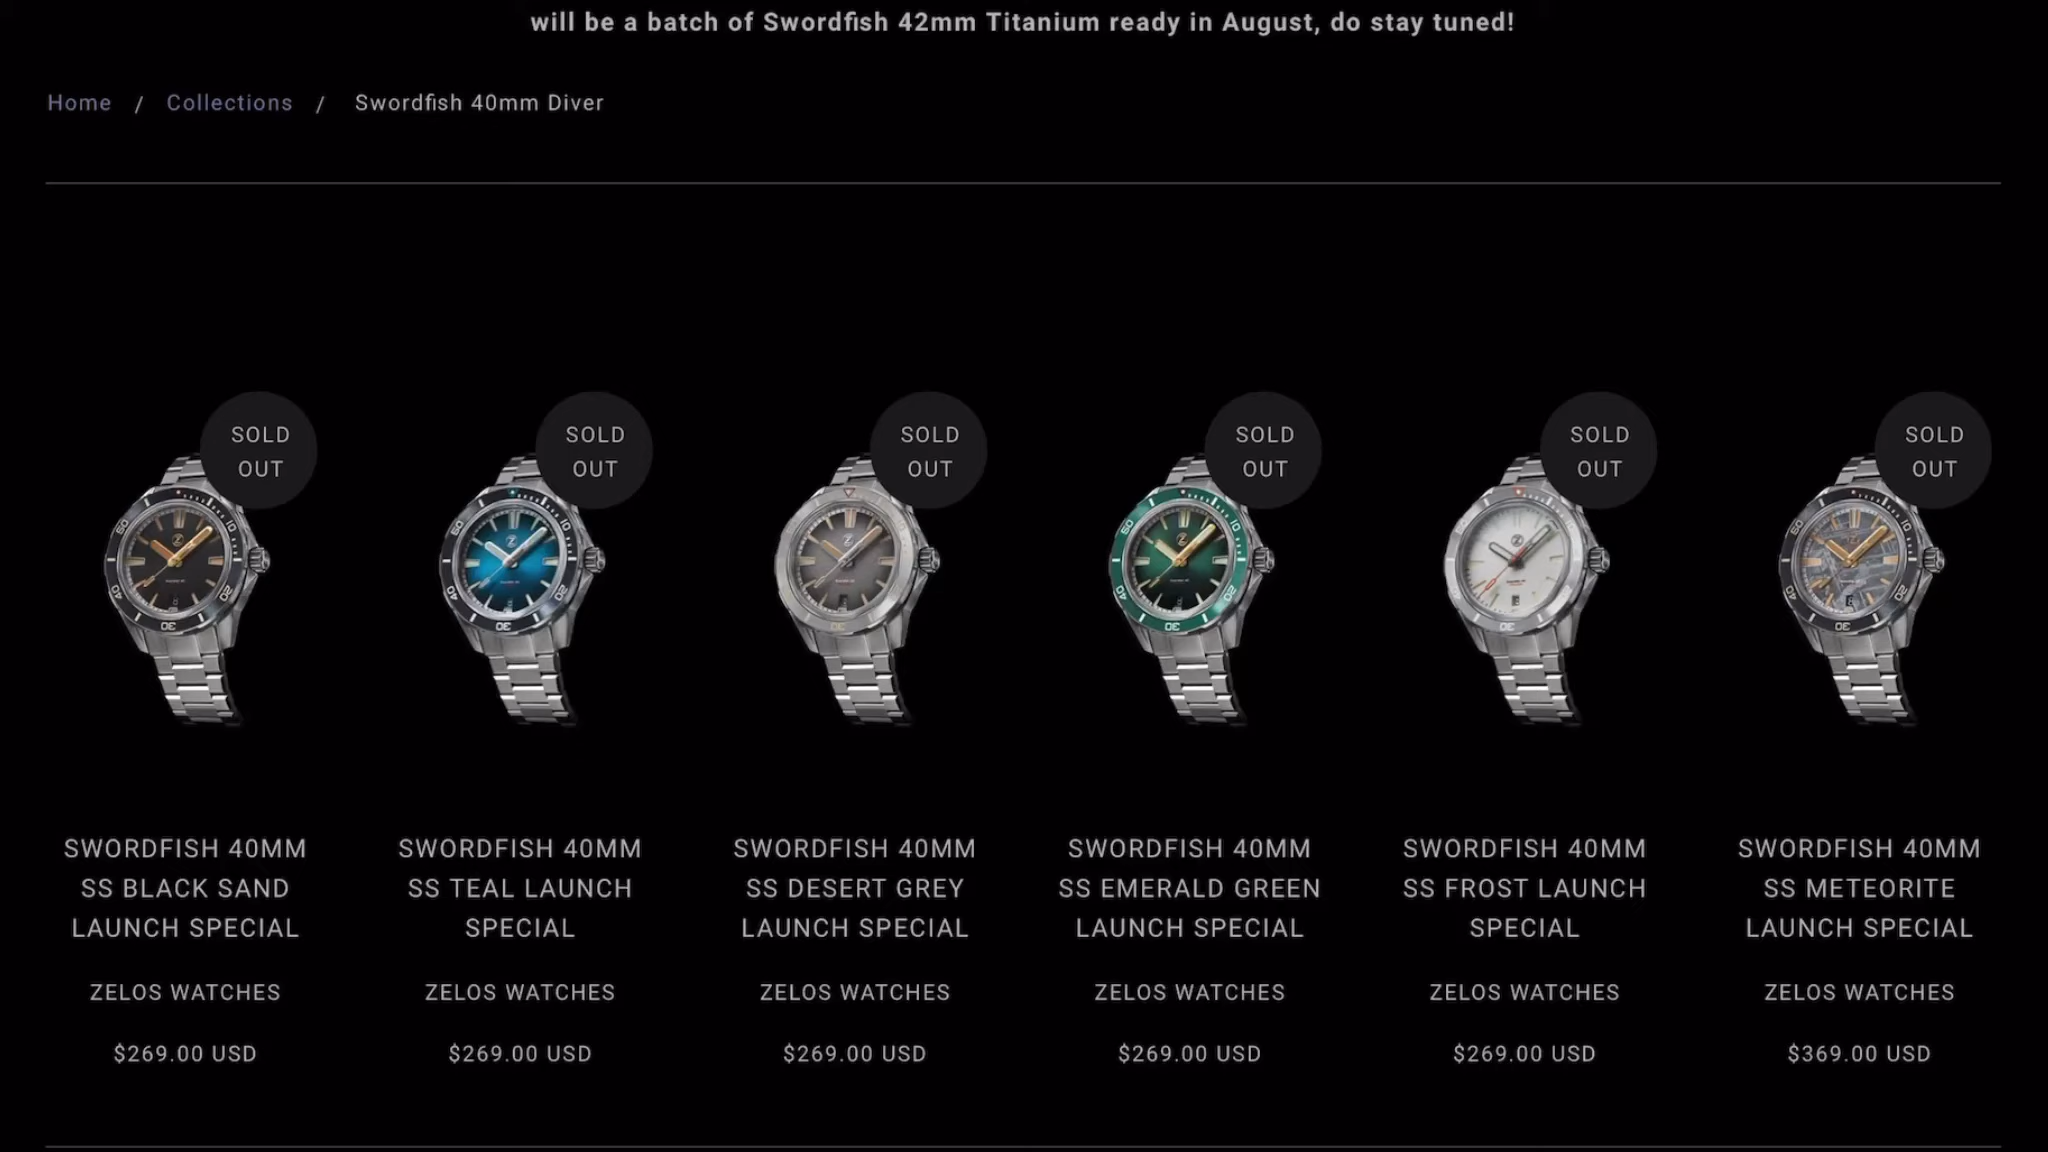 will be a batch of Swordfish 42mm Titanium ready in August, do stay tuned!
Home / Collections / Swordfish 40mm Diver
SOLD
OUT
SOLD
OUT
SOLD
OUT
SOLD
OUT
SOLD
OUT
SOLD
OUT
SWORDFISH 40MM
SS BLACK SAND
LAUNCH SPECIAL
ZELOS WATCHES
$269.00 USD
SWORDFISH 40MM
SS TEAL LAUNCH
SPECIAL
ZELOS WATCHES
$269.00 USD
SWORDFISH 40MM
SS DESERT GREY
LAUNCH SPECIAL
ZELOS WATCHES
$269.00 USD
SWORDFISH 40MM
SS EMERALD GREEN
LAUNCH SPECIAL
ZELOS WATCHES
$269.00 USD
SWORDFISH 40MM
SS FROST LAUNCH
SPECIAL
ZELOS WATCHES
$269.00 USD
SWORDFISH 40MM
SS METEORITE
LAUNCH SPECIAL
ZELOS WATCHES
$369.00 USD